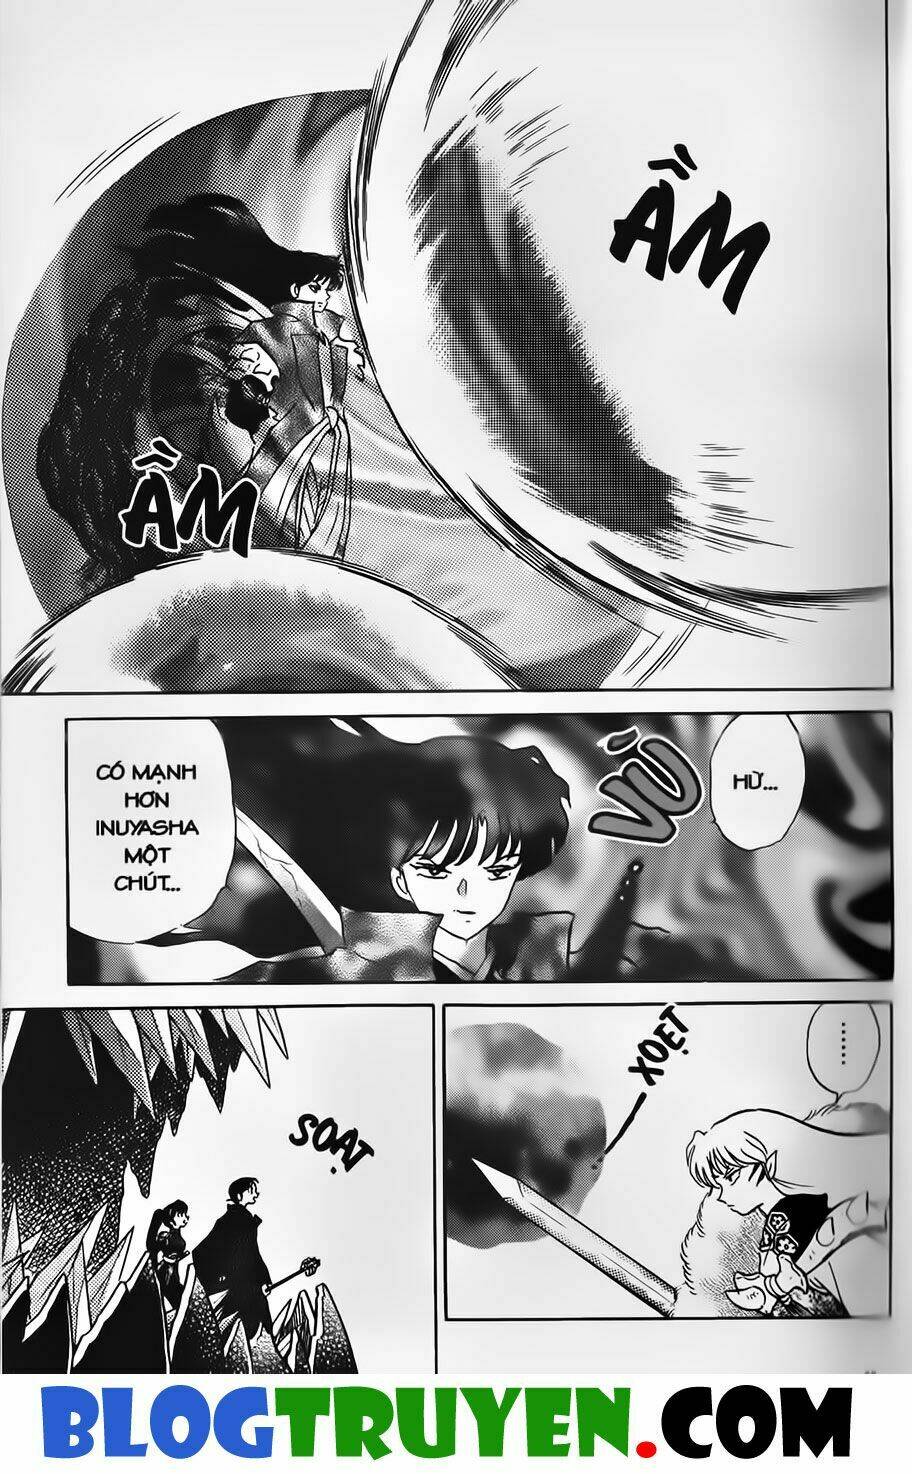 ẦM
ẦM
HỪ...
VÙ
CÓ MẠNH
HƠN
INUYASHA
MỘT
CHÚT...
.......
XOẸT
SOẠT
BLOGTRUYEN.COM